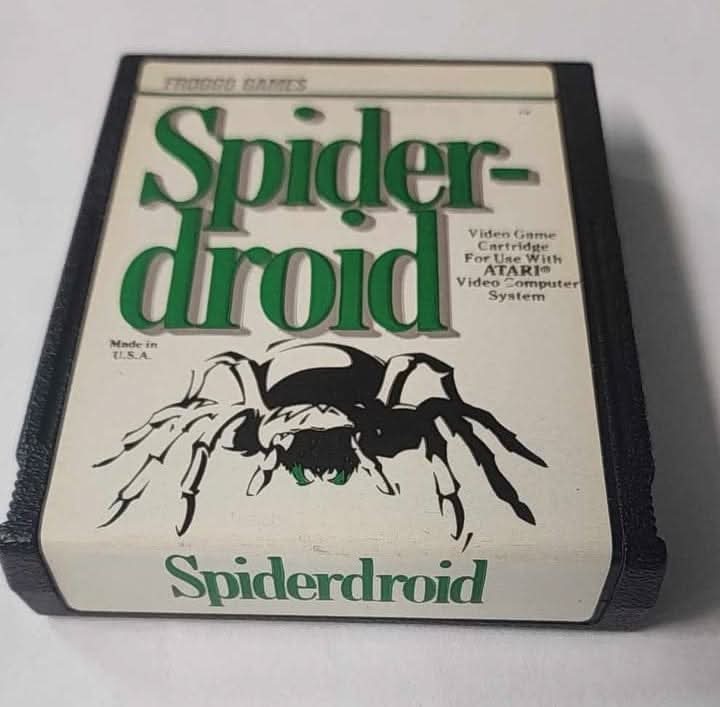 FROGGO GAMES
Spider-
droid
Video Game
Cartridge
For Use With
ATARI®
Video Computer
System
Made in
U.S.A.
Spiderdroid